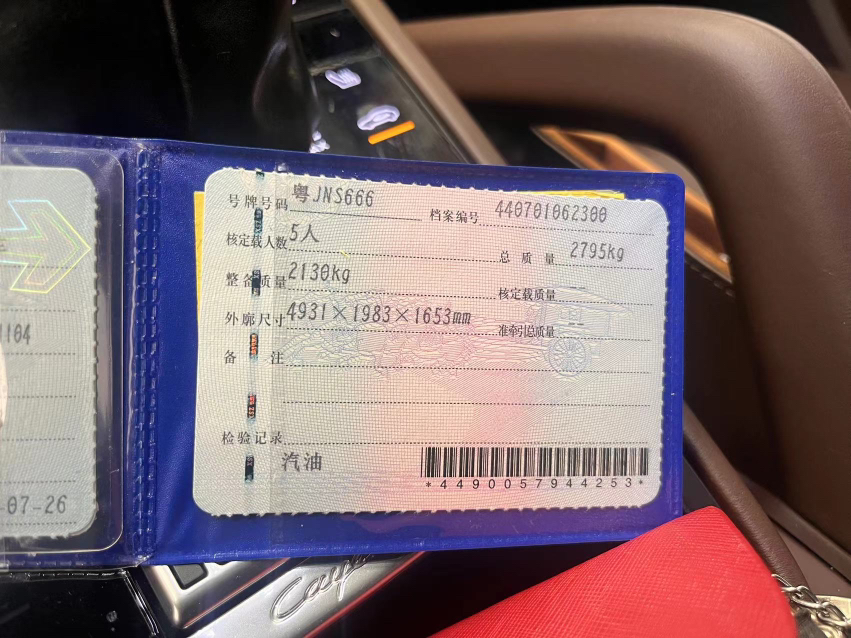 号牌号码 粤JNS666 档案编号 440701062300
核定载人数 5人 总质量 2795kg
整备质量 2130kg 核定载质量 --
外廓尺寸 4931×1983×1653mm 准牵引总质量 --
备注
检验记录
汽油
*4490057944253*
07-26